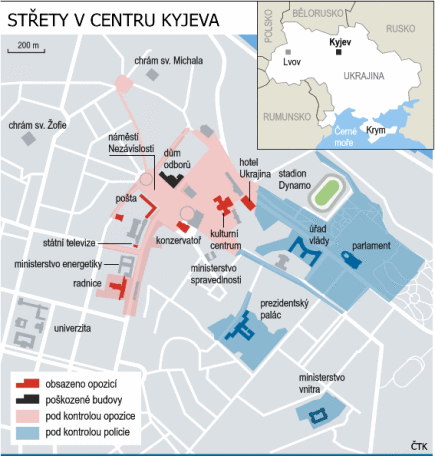 STŘETY V CENTRU KYJEVA
200 m
POLSKO
BĚLORUSKO
RUSKO
Kyjev
Lvov
UKRAJINA
RUMUNSKO
Černé
moře
Krym
chrám sv. Michala
chrám sv. Žofie
náměstí
Nezávislosti
dům
odborů
hotel
Ukrajina
stadion
Dynamo
pošta
státní televize
konzervatoř
kulturní
centrum
úřad
vlády
parlament
ministerstvo energetiky
radnice
ministerstvo
spravedlnosti
prezidentský
palác
univerzita
ministerstvo
vnitra
obsazeno opozicí
poškozené budovy
pod kontrolou opozice
pod kontrolou policie
ČTK